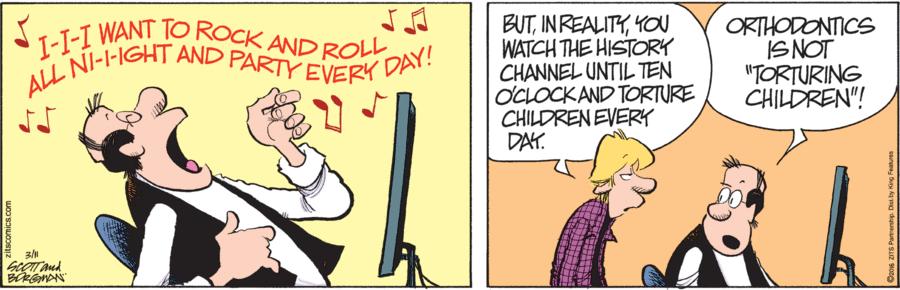 I-I-I WANT TO ROCK AND ROLL
ALL NI-I-IGHT AND PARTY EVERY DAY!
zitscomics.com
3/11
SCOTT and
BORGMAN
BUT, IN REALITY, YOU
WATCH THE HISTORY
CHANNEL UNTIL TEN
O'CLOCK AND TORTURE
CHILDREN EVERY
DAY.
ORTHODONTICS
IS NOT
"TORTURING
CHILDREN"!
©2016 ZITS Partnership. Dist. by King Features